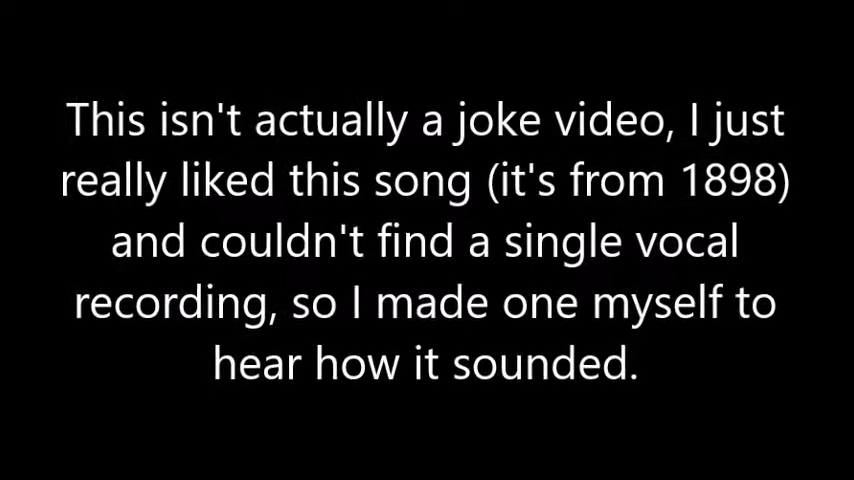 This isn't actually a joke video, I just
really liked this song (it's from 1898)
and couldn't find a single vocal
recording, so I made one myself to
hear how it sounded.